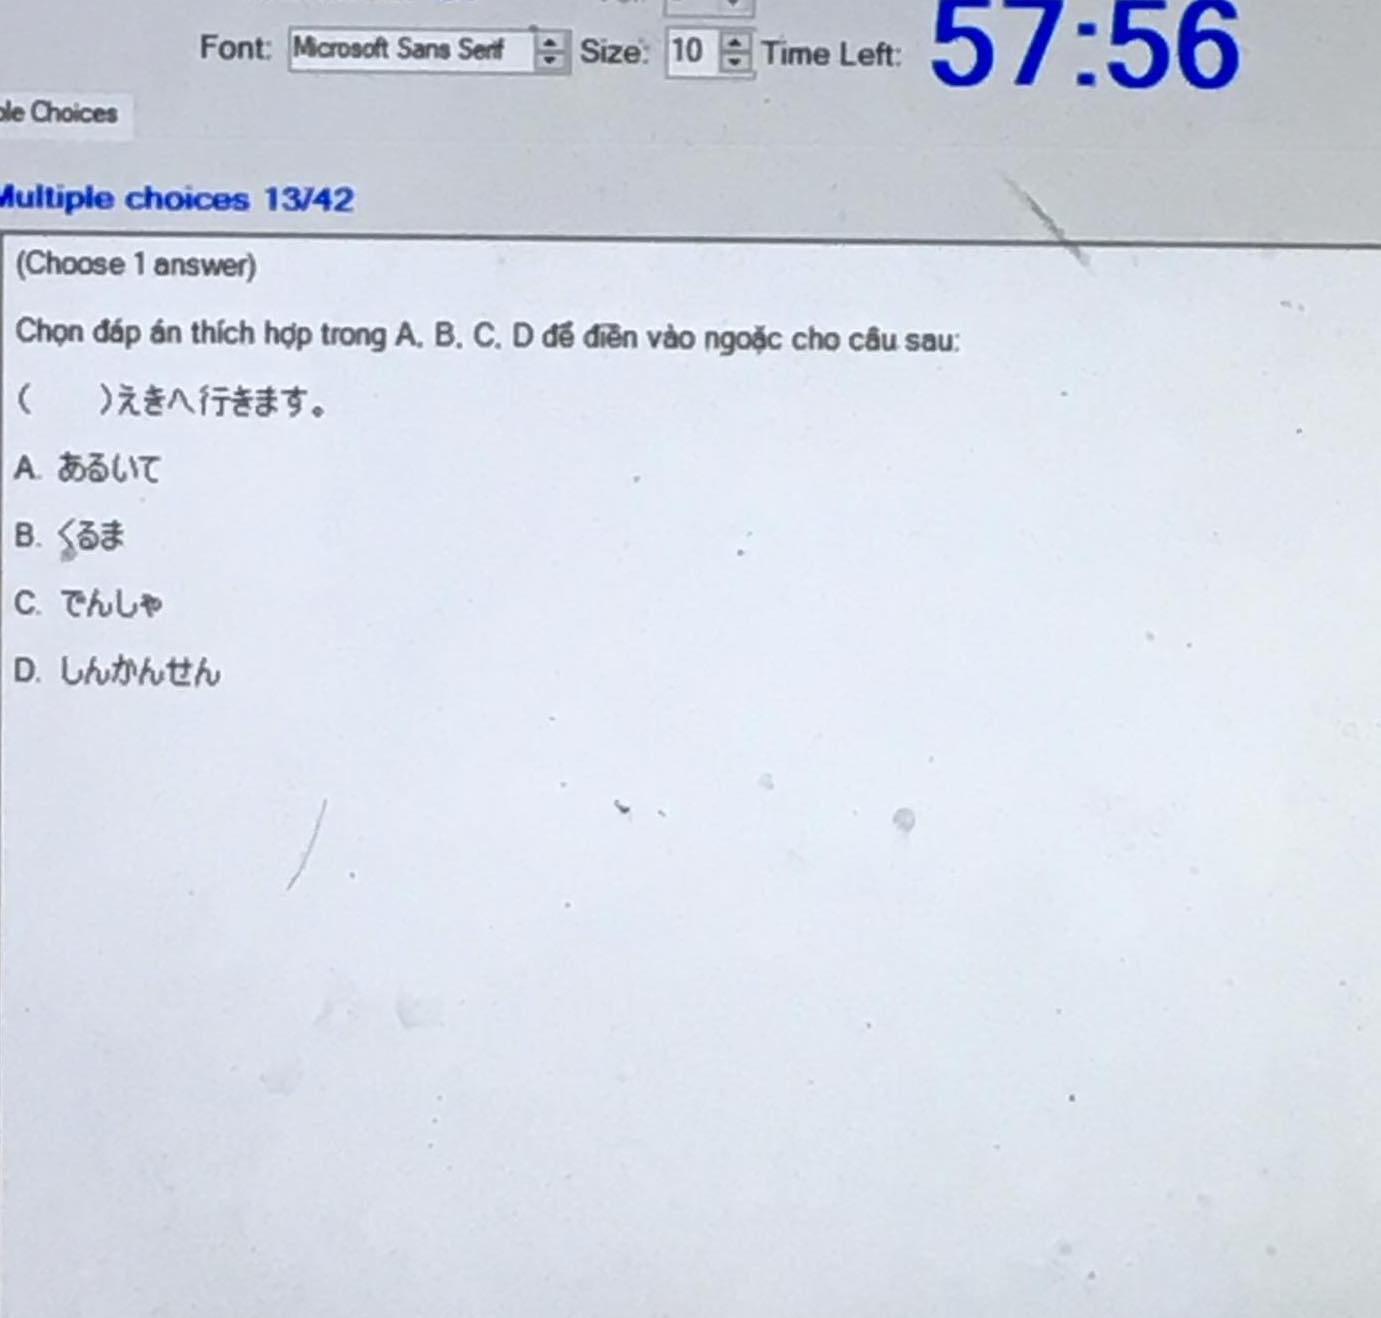 Font: Microsoft Sans Serif Size: 10 Time Left: 57:56
ple Choices
Multiple choices 13/42
(Choose 1 answer)
Chọn đáp án thích hợp trong A, B, C, D để điền vào ngoặc cho câu sau:
(　　)えきへ行きます。
A. あるいて
B. くるま
C. でんしゃ
D. しんかんせん